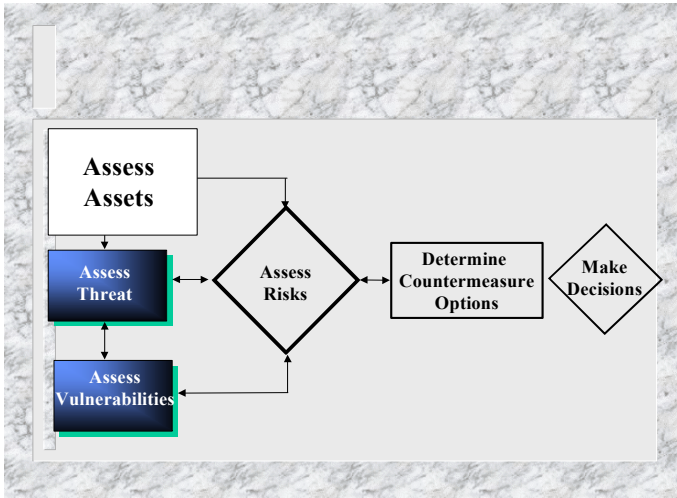 Assess
Assets
Assess
Threat
Assess
Vulnerabilities
Assess
Risks
Determine
Countermeasure
Options
Make
Decisions